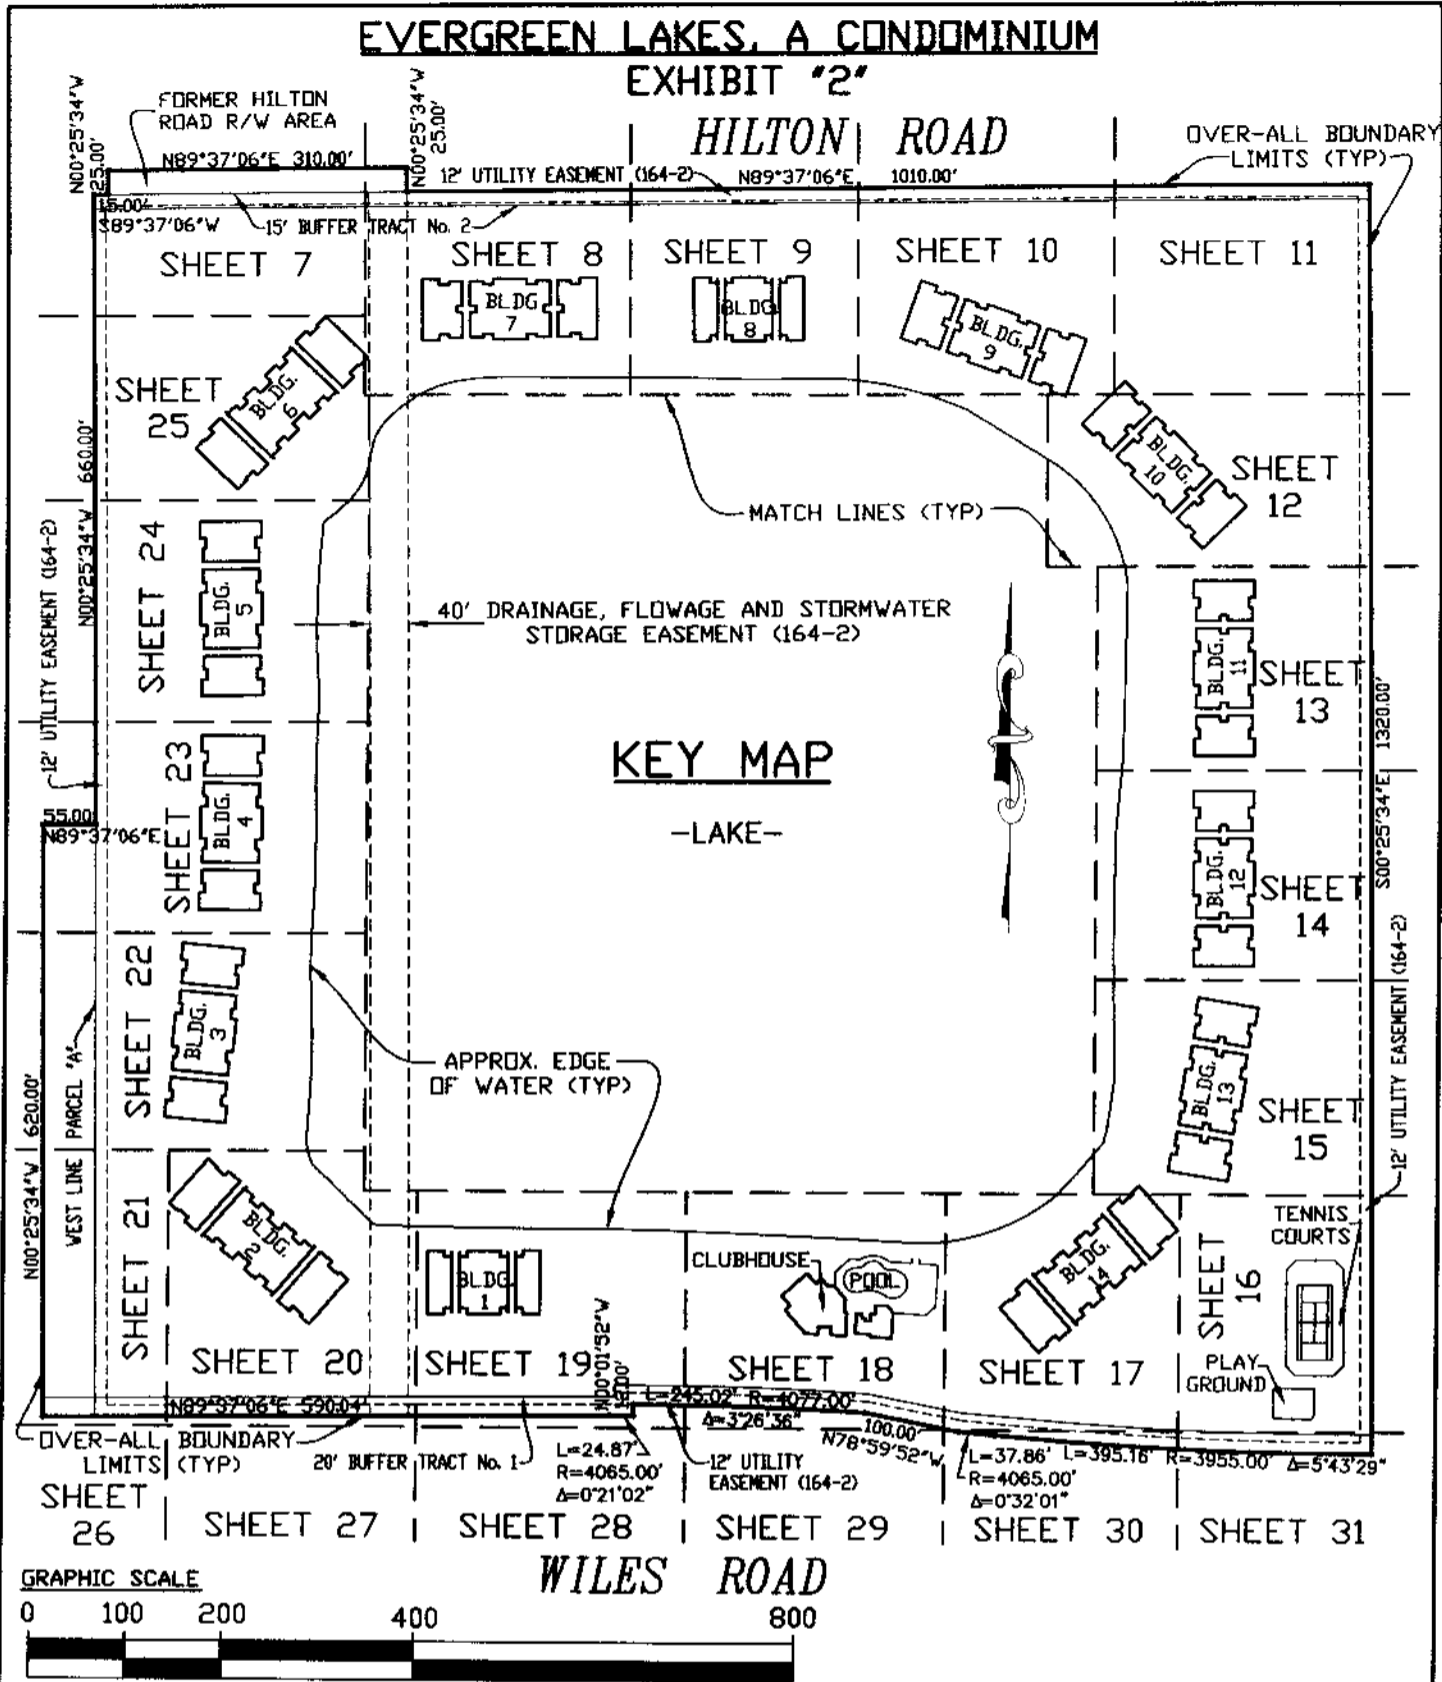 EVERGREEN LAKES, A CONDOMINIUM
EXHIBIT "2"
HILTON ROAD
FORMER HILTON
ROAD R/W AREA
N00°25'34"W
25.00'
N89°37'06"E 310.00'
N00°25'34"W
25.00'
12' UTILITY EASEMENT (164-2)
N89°37'06"E 1010.00'
OVER-ALL BOUNDARY
LIMITS (TYP)
15.00'
S89°37'06"W
15' BUFFER TRACT No. 2
SHEET 7
SHEET 8
SHEET 9
SHEET 10
SHEET 11
BLDG
7
BLDG
8
BLDG.
9
SHEET
25
BLDG.
6
BLDG.
10
SHEET
12
MATCH LINES (TYP)
N00°25'34"W 660.00'
12' UTILITY EASEMENT (164-2)
SHEET 24
BLDG.
5
40' DRAINAGE, FLOWAGE AND STORMWATER
STORAGE EASEMENT (164-2)
BLDG.
11
SHEET
13
KEY MAP
-LAKE-
SHEET 23
BLDG.
4
55.00'
N89°37'06"E
S00°25'34"E 1320.00'
BLDG.
12
SHEET
14
12' UTILITY EASEMENT (164-2)
SHEET 22
BLDG.
3
WEST LINE PARCEL "A"
N00°25'34"W 620.00'
APPROX. EDGE
OF WATER (TYP)
BLDG.
13
SHEET
15
SHEET 21
BLDG.
2
BLDG
1
CLUBHOUSE
POOL
BLDG.
14
SHEET
16
TENNIS
COURTS
PLAY
GROUND
SHEET 20
SHEET 19
SHEET 18
SHEET 17
N00°01'52"W
12.00'
N89°37'06"E 590.04'
L=245.02' R=4077.00'
Δ=3°26'36"
100.00'
N78°59'52"W
OVER-ALL BOUNDARY
LIMITS (TYP)
20' BUFFER TRACT No. 1
L=24.87'
R=4065.00'
Δ=0°21'02"
12' UTILITY
EASEMENT (164-2)
L=37.86'
R=4065.00'
Δ=0°32'01"
L=395.16' R=3955.00' Δ=5°43'29"
SHEET
26
SHEET 27
SHEET 28
SHEET 29
SHEET 30
SHEET 31
WILES ROAD
GRAPHIC SCALE
0 100 200 400 800